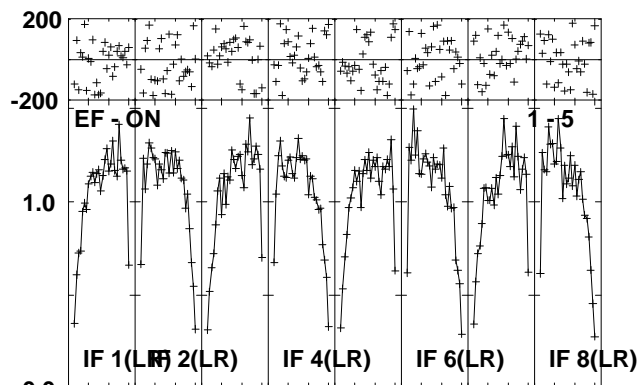 200
-200
EF - ON 1 - 5
1.0
IF 1(LR) IF 2(LR) IF 4(LR) IF 6(LR) IF 8(LR)